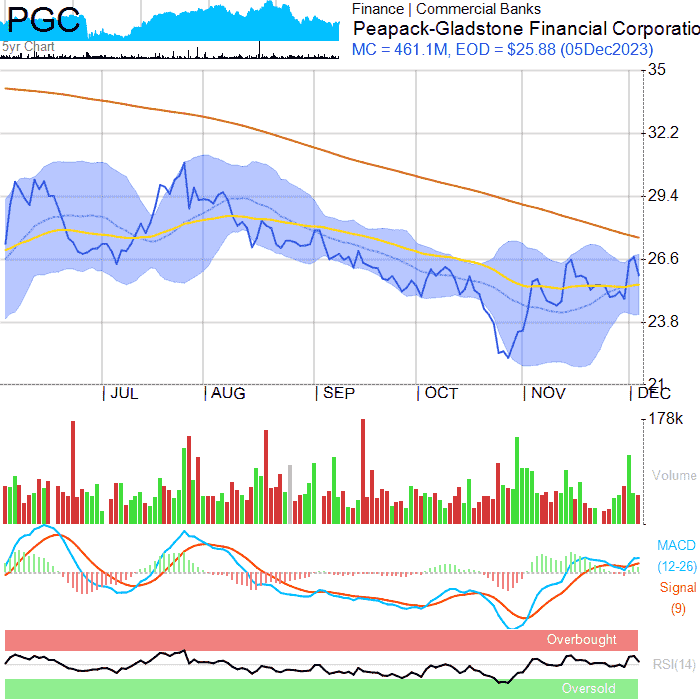 PGC
5yr Chart
Finance | Commercial Banks
Peapack-Gladstone Financial Corporatio
MC = 461.1M, EOD = $25.88 (05Dec2023)
35
32.2
29.4
26.6
23.8
21
JUL
AUG
SEP
OCT
NOV
DEC
178k
Volume
MACD
(12-26)
Signal
(9)
Overbought
RSI(14)
Oversold